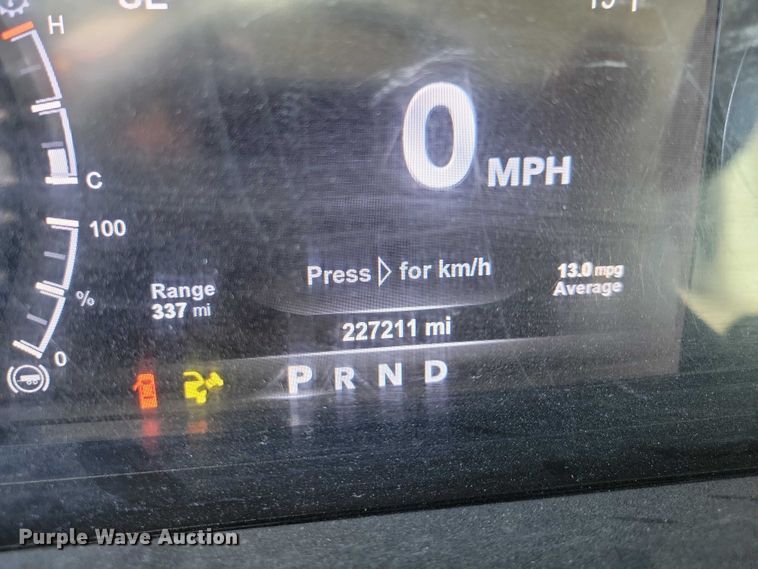 H
0 MPH
C
100
Press ▷ for km/h
13.0 mpg
Average
Range
337 mi
%
227211 mi
0
P R N D
Purple Wave Auction